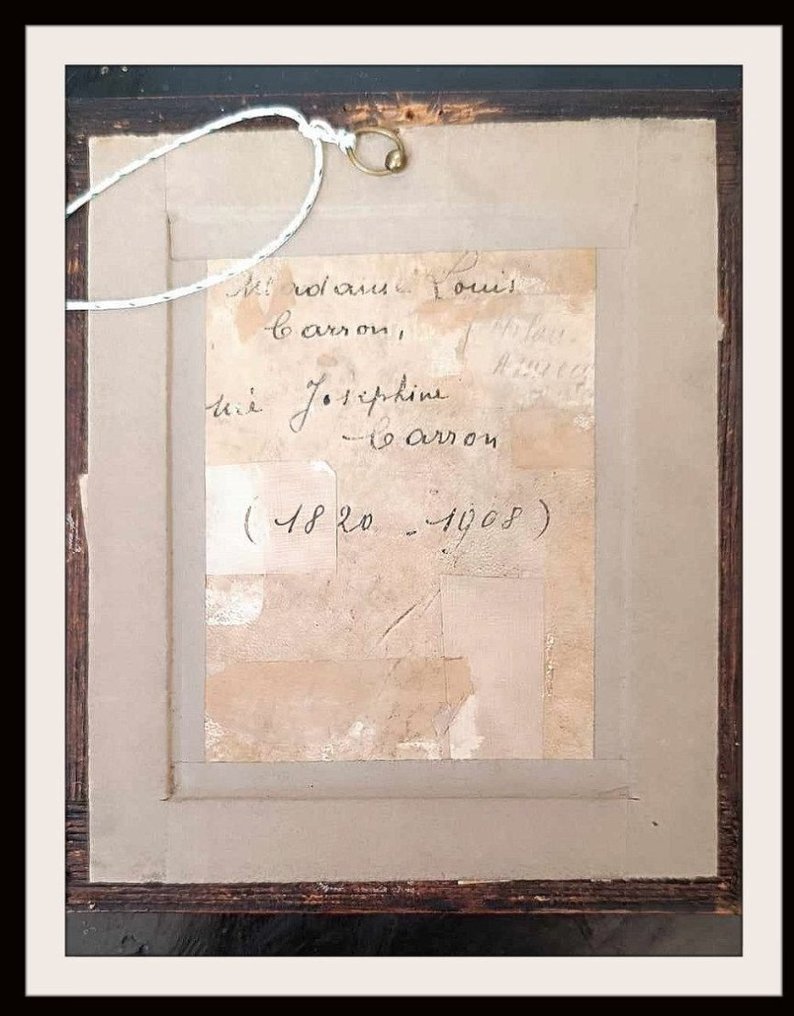 Madame Louis
Carron,
née Joséphine
Carron
( 1820 - 1908 )